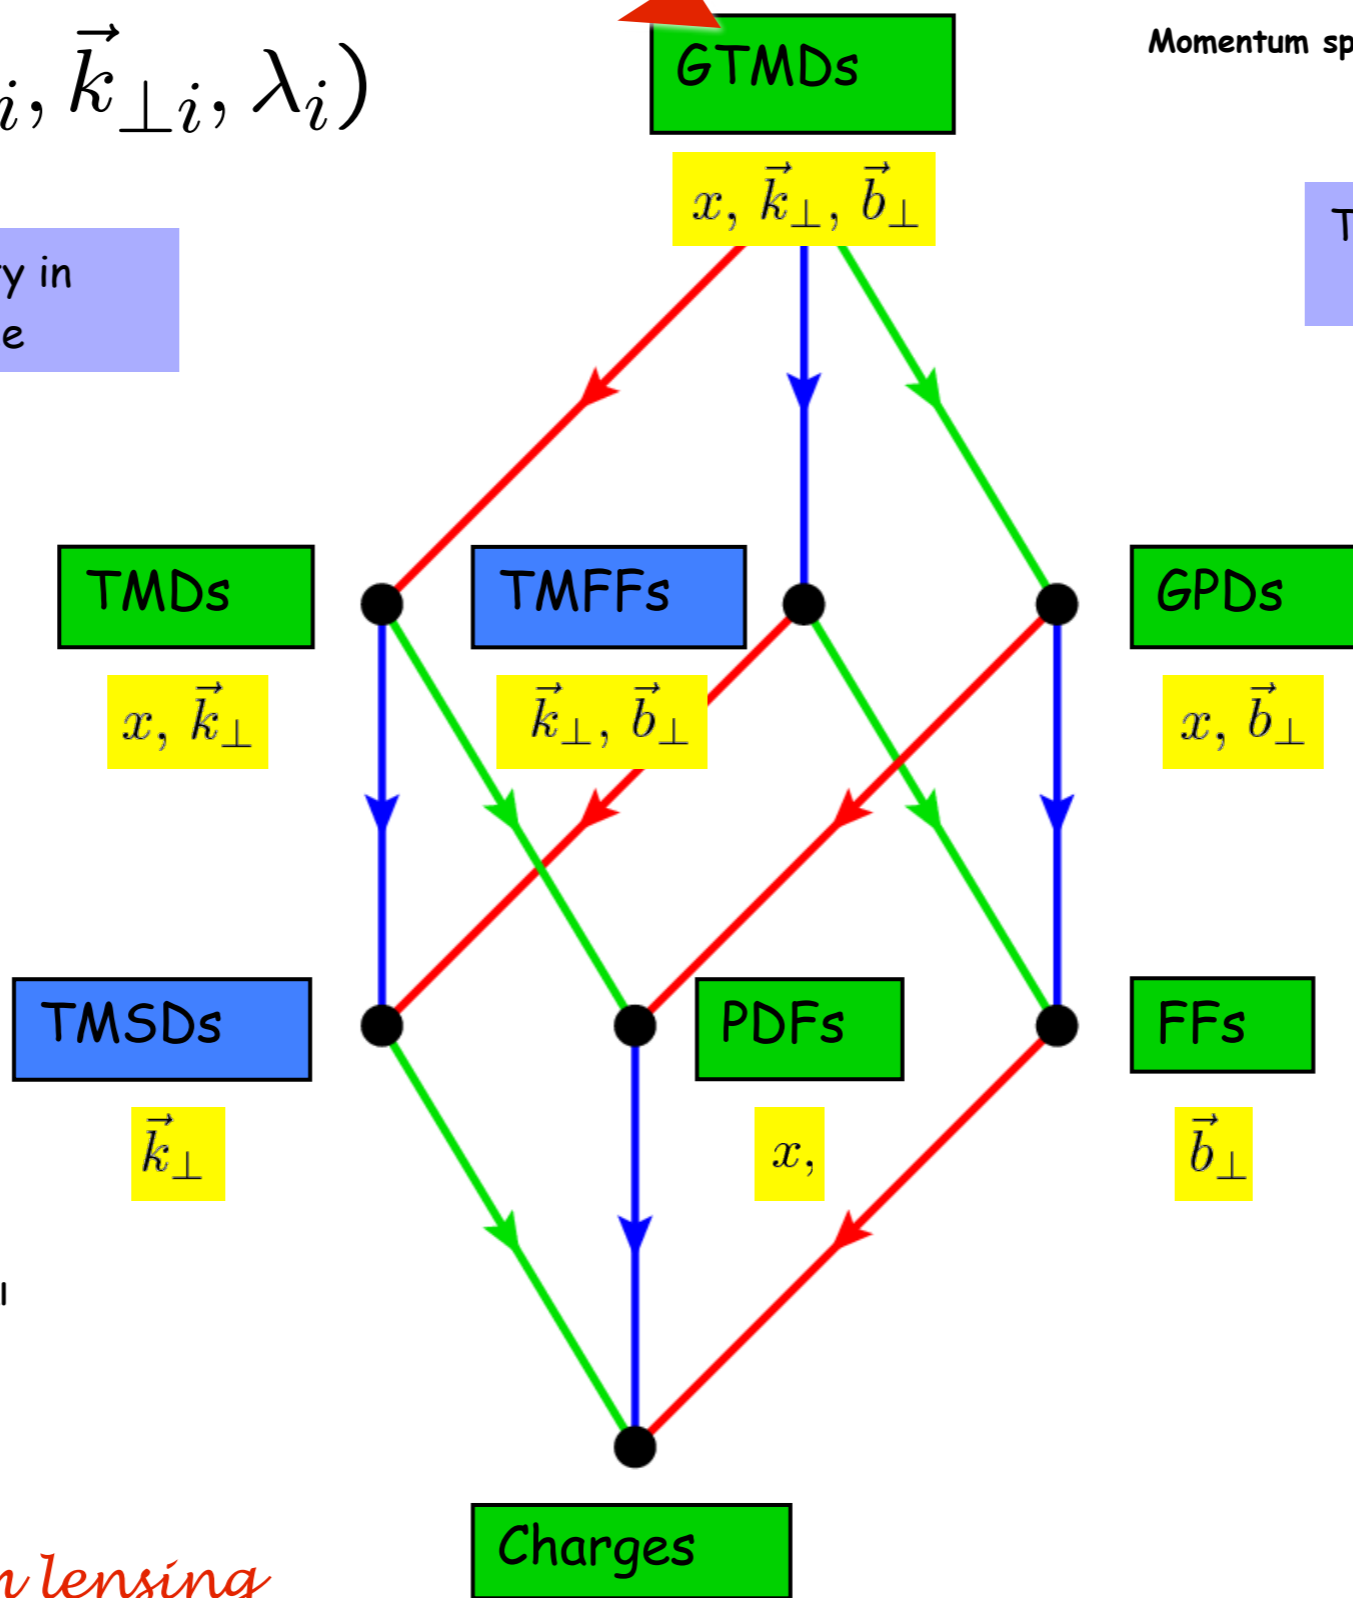 i, k⃗⊥i, λi)
GTMDs
Momentum sp
x, k⃗⊥, b⃗⊥
T
y in
e
TMDs
TMFFs
GPDs
x, k⃗⊥
k⃗⊥, b⃗⊥
x, b⃗⊥
TMSDs
PDFs
FFs
k⃗⊥
x,
b⃗⊥
l
Charges
n lensing